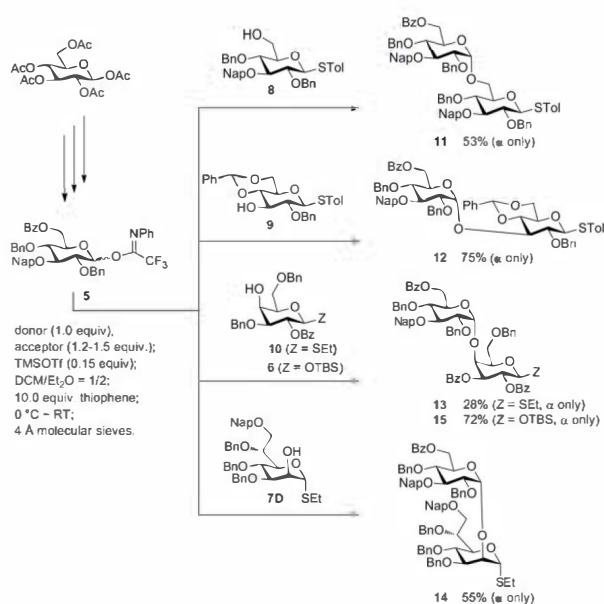 OAc
AcO
AcO
OAc
AcO
BzO
BnO
NapO
OBn
O
NPh
CF₃
5
donor (1.0 equiv),
acceptor (1.2-1.5 equiv.);
TMSOTf (0.15 equiv);
DCM/Et₂O = 1/2;
10.0 equiv thiophene;
0 °C – RT;
4 Å molecular sieves.
HO
BnO
NapO
O
STol
OBn
8
Ph
O
O
O
HO
STol
OBn
9
OBn
HO
O
BnO
Z
OBz
10 (Z = SEt)
6 (Z = OTBS)
NapO
BnO
OH
BnO
O
BnO
SEt
7D
BzO
BnO
O
NapO
BnO
O
BnO
O
NapO
STol
OBn
11 53% (α only)
BzO
BnO
O
NapO
BnO
Ph
O
O
O
O
STol
OBn
12 75% (α only)
BzO
BnO
O
NapO
BnO
OBn
O
O
BzO
Z
OBz
13 28% (Z = SEt, α only)
15 72% (Z = OTBS, α only)
BzO
BnO
O
NapO
BnO
NapO
BnO
O
BnO
O
BnO
SEt
14 55% (α only)